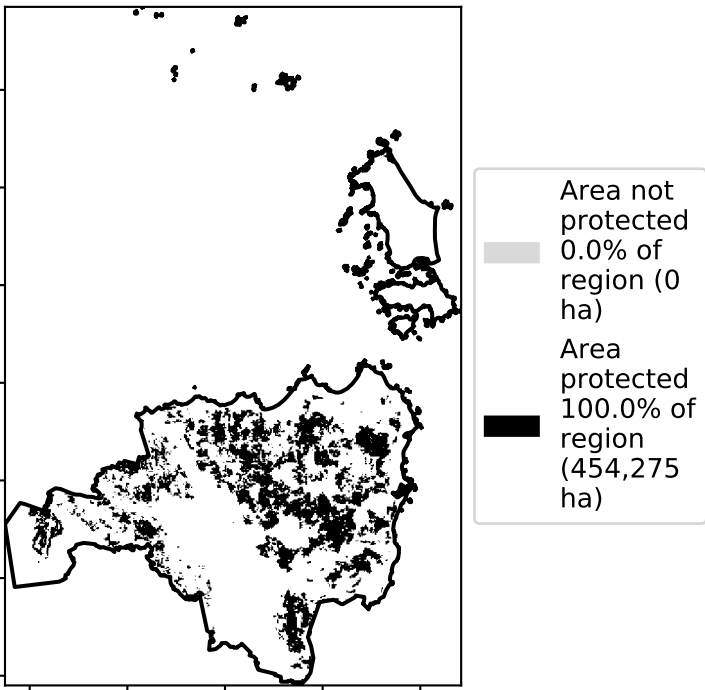 Area not
protected
0.0% of
region (0
ha)
Area
protected
100.0% of
region
(454,275
ha)